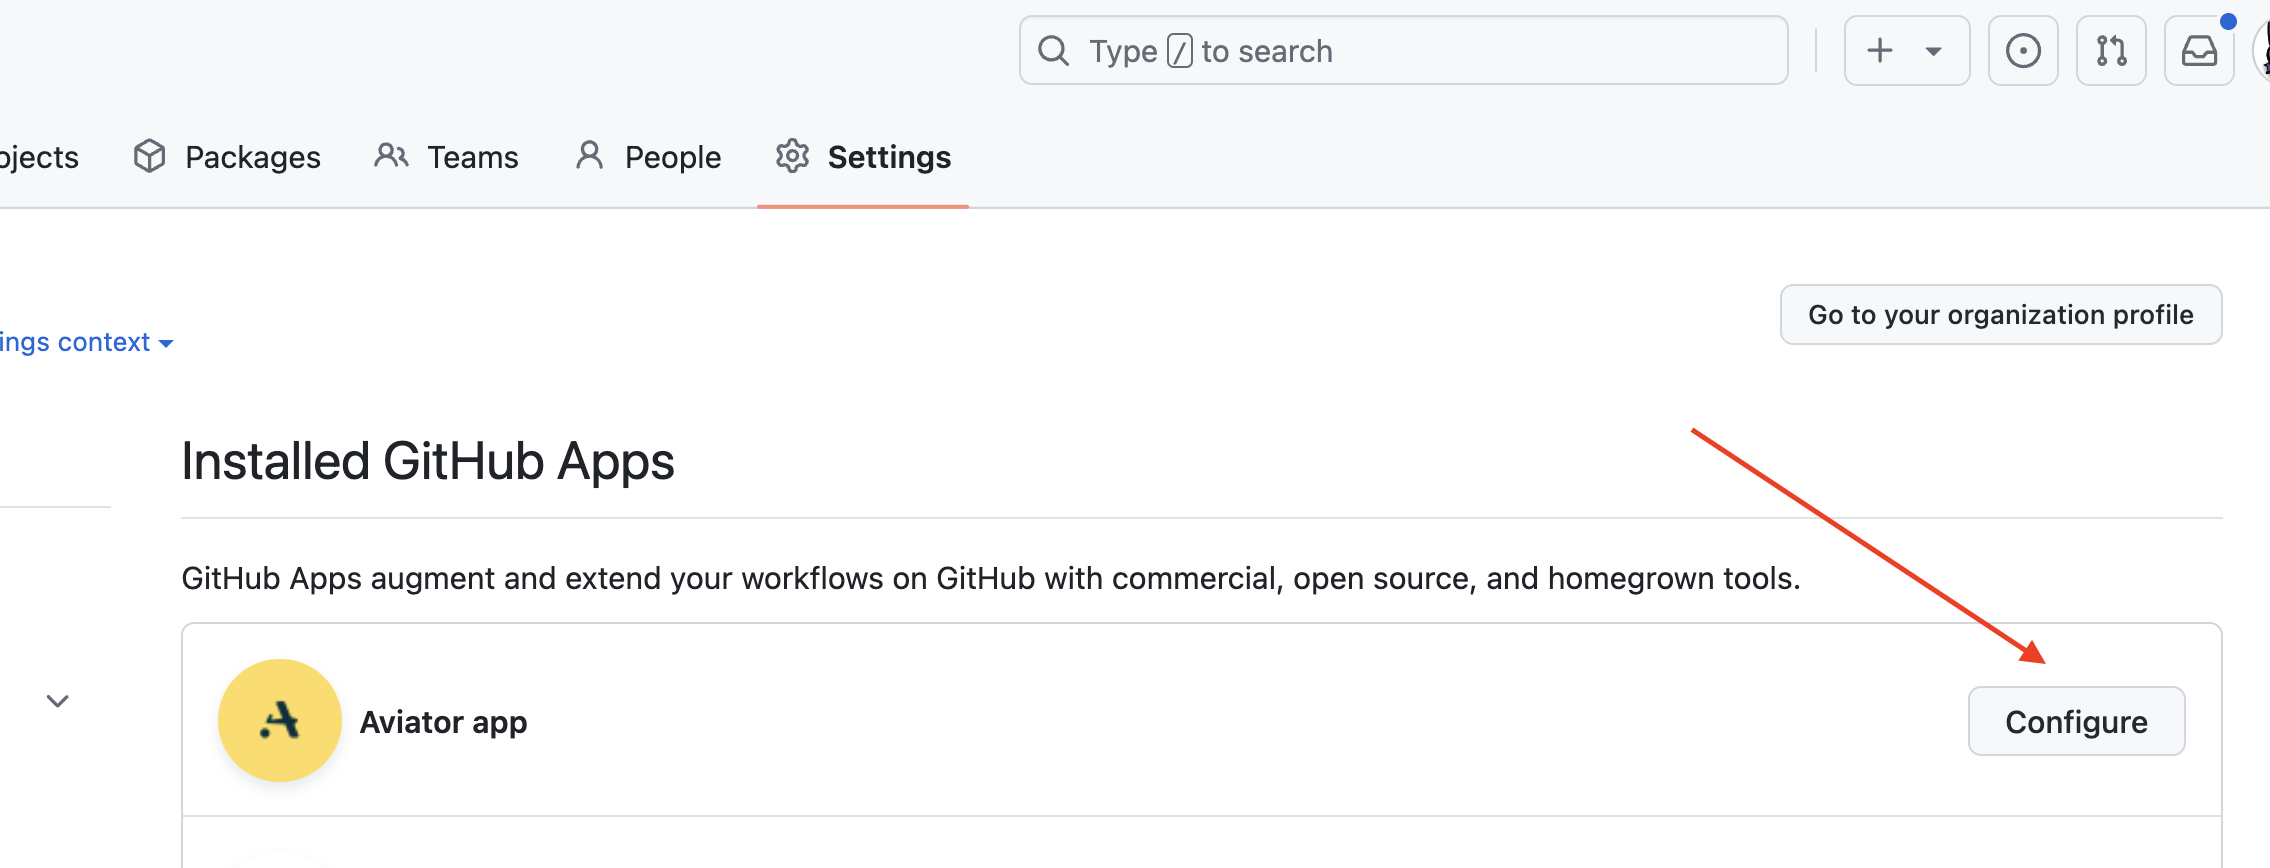 Type / to search
ojects Packages Teams People Settings
Go to your organization profile
ings context
Installed GitHub Apps
GitHub Apps augment and extend your workflows on GitHub with commercial, open source, and homegrown tools.
Aviator app
Configure